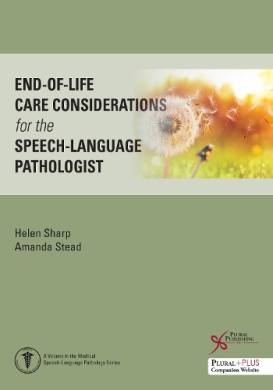 END-OF-LIFE
CARE CONSIDERATIONS
for the
SPEECH-LANGUAGE
PATHOLOGIST
Helen Sharp
Amanda Stead
A Volume in the Medical
Speech-Language Pathology Series
PLURAL
PUBLISHING
PLURAL+PLUS
Companion Website